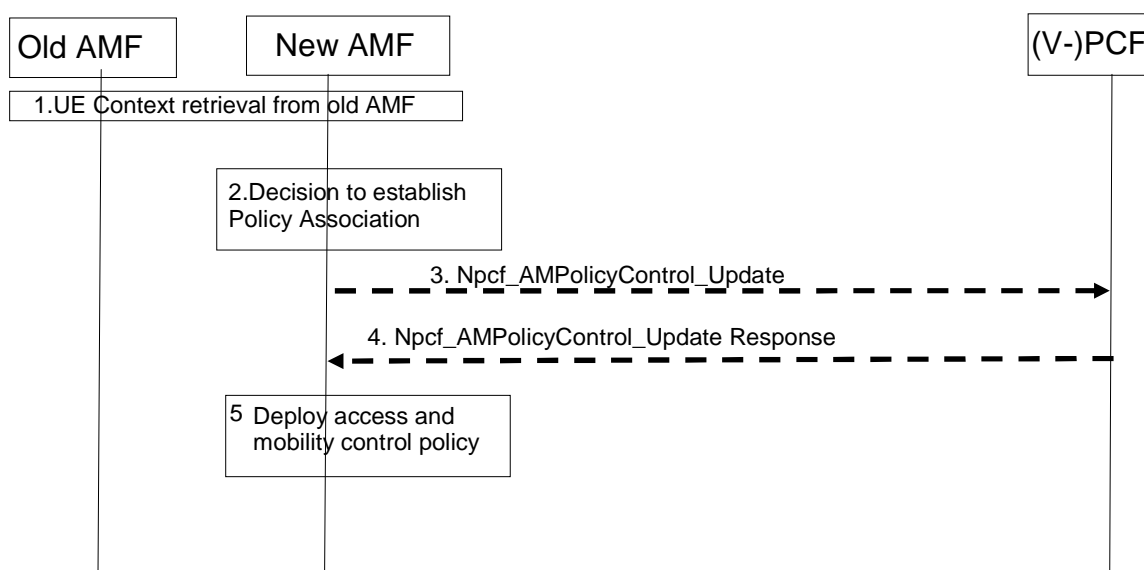 Old AMF
New AMF
(V-)PCF
1.UE Context retrieval from old AMF
2.Decision to establish
Policy Association
3. Npcf_AMPolicyControl_Update
4. Npcf_AMPolicyControl_Update Response
5 Deploy access and
mobility control policy